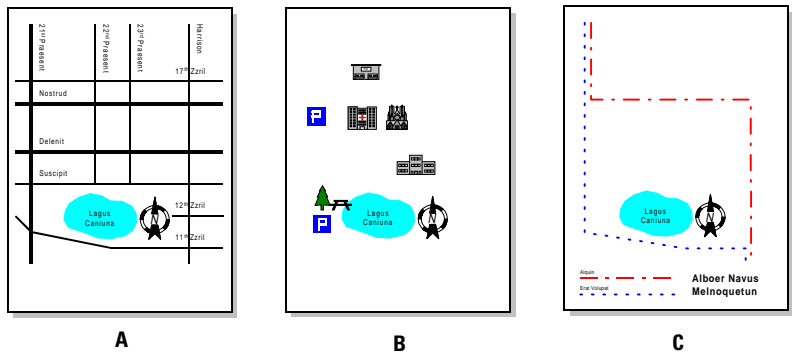 21st Praesent
22nd Praesent
23rd Praesent
Harrison
17th Zzril
Nostrud
Delenit
Suscipit
12th Zzril
Lagus
Caniuna
N
11th Zzril
A
P
P
Lagus
Caniuna
N
B
Lagus
Caniuna
N
Alquin
Alboer Navus
Erat Volupat
Melnoquetun
C